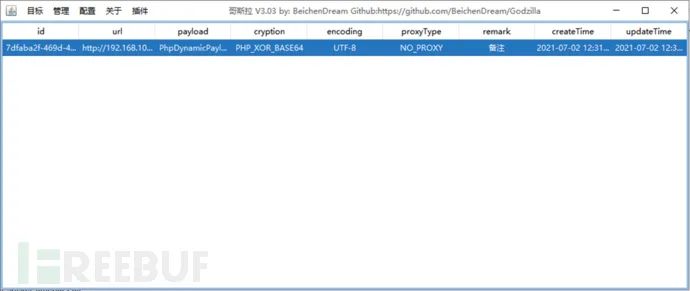 哥斯拉 V3.03 by: BeichenDream Github:https://github.com/BeichenDream/Godzilla
目标 管理 配置 关于 插件
id url payload cryption encoding proxyType remark createTime updateTime
7dfaba2f-469d-4... http://192.168.10... PhpDynamicPayl... PHP_XOR_BASE64 UTF-8 NO_PROXY 备注 2021-07-02 12:31... 2021-07-02 12:3...
REEBUF